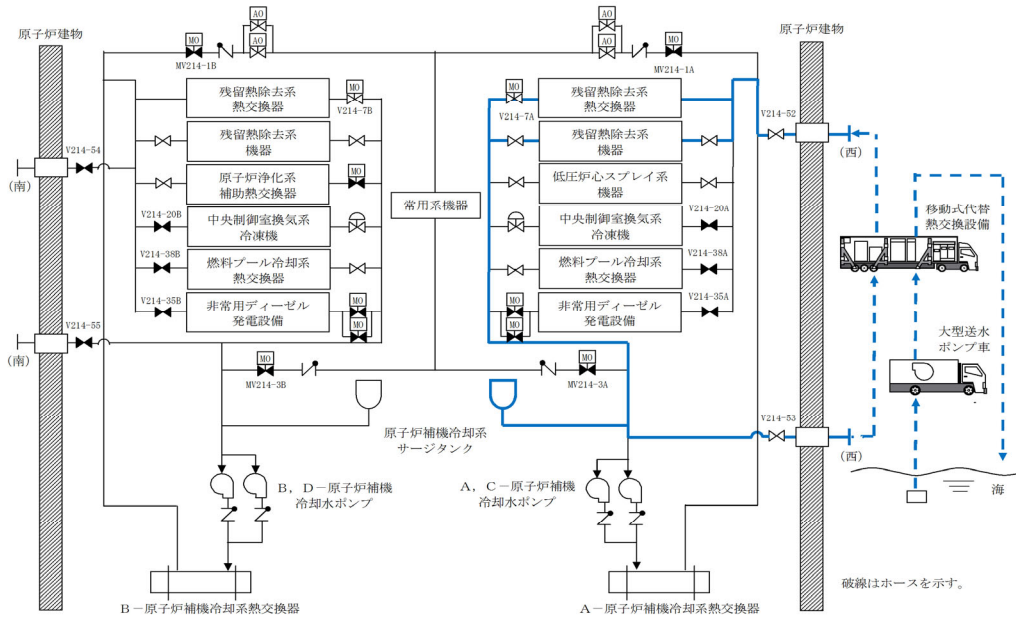 原子炉建物
MO
MV214-1B
AO
AO
AO
AO
MO
MV214-1A
原子炉建物
残留熱除去系
熱交換器
MO
V214-7B
残留熱除去系
機器
原子炉浄化系
補助熱交換器
MO
V214-20B
中央制御室換気系
冷凍機
V214-38B
燃料プール冷却系
熱交換器
V214-35B
非常用ディーゼル
発電設備
MO
MO
V214-54
(南)
V214-55
(南)
常用系機器
MO
V214-7A
残留熱除去系
熱交換器
残留熱除去系
機器
低圧炉心スプレイ系
機器
V214-20A
中央制御室換気系
冷凍機
V214-38A
燃料プール冷却系
熱交換器
V214-35A
MO
MO
非常用ディーゼル
発電設備
V214-52
(西)
移動式代替
熱交換設備
大型送水
ポンプ車
MO
MV214-3B
MO
MV214-3A
V214-53
(西)
海
原子炉補機冷却系
サージタンク
B,D-原子炉補機
冷却水ポンプ
A,C-原子炉補機
冷却水ポンプ
破線はホースを示す。
B-原子炉補機冷却系熱交換器
A-原子炉補機冷却系熱交換器